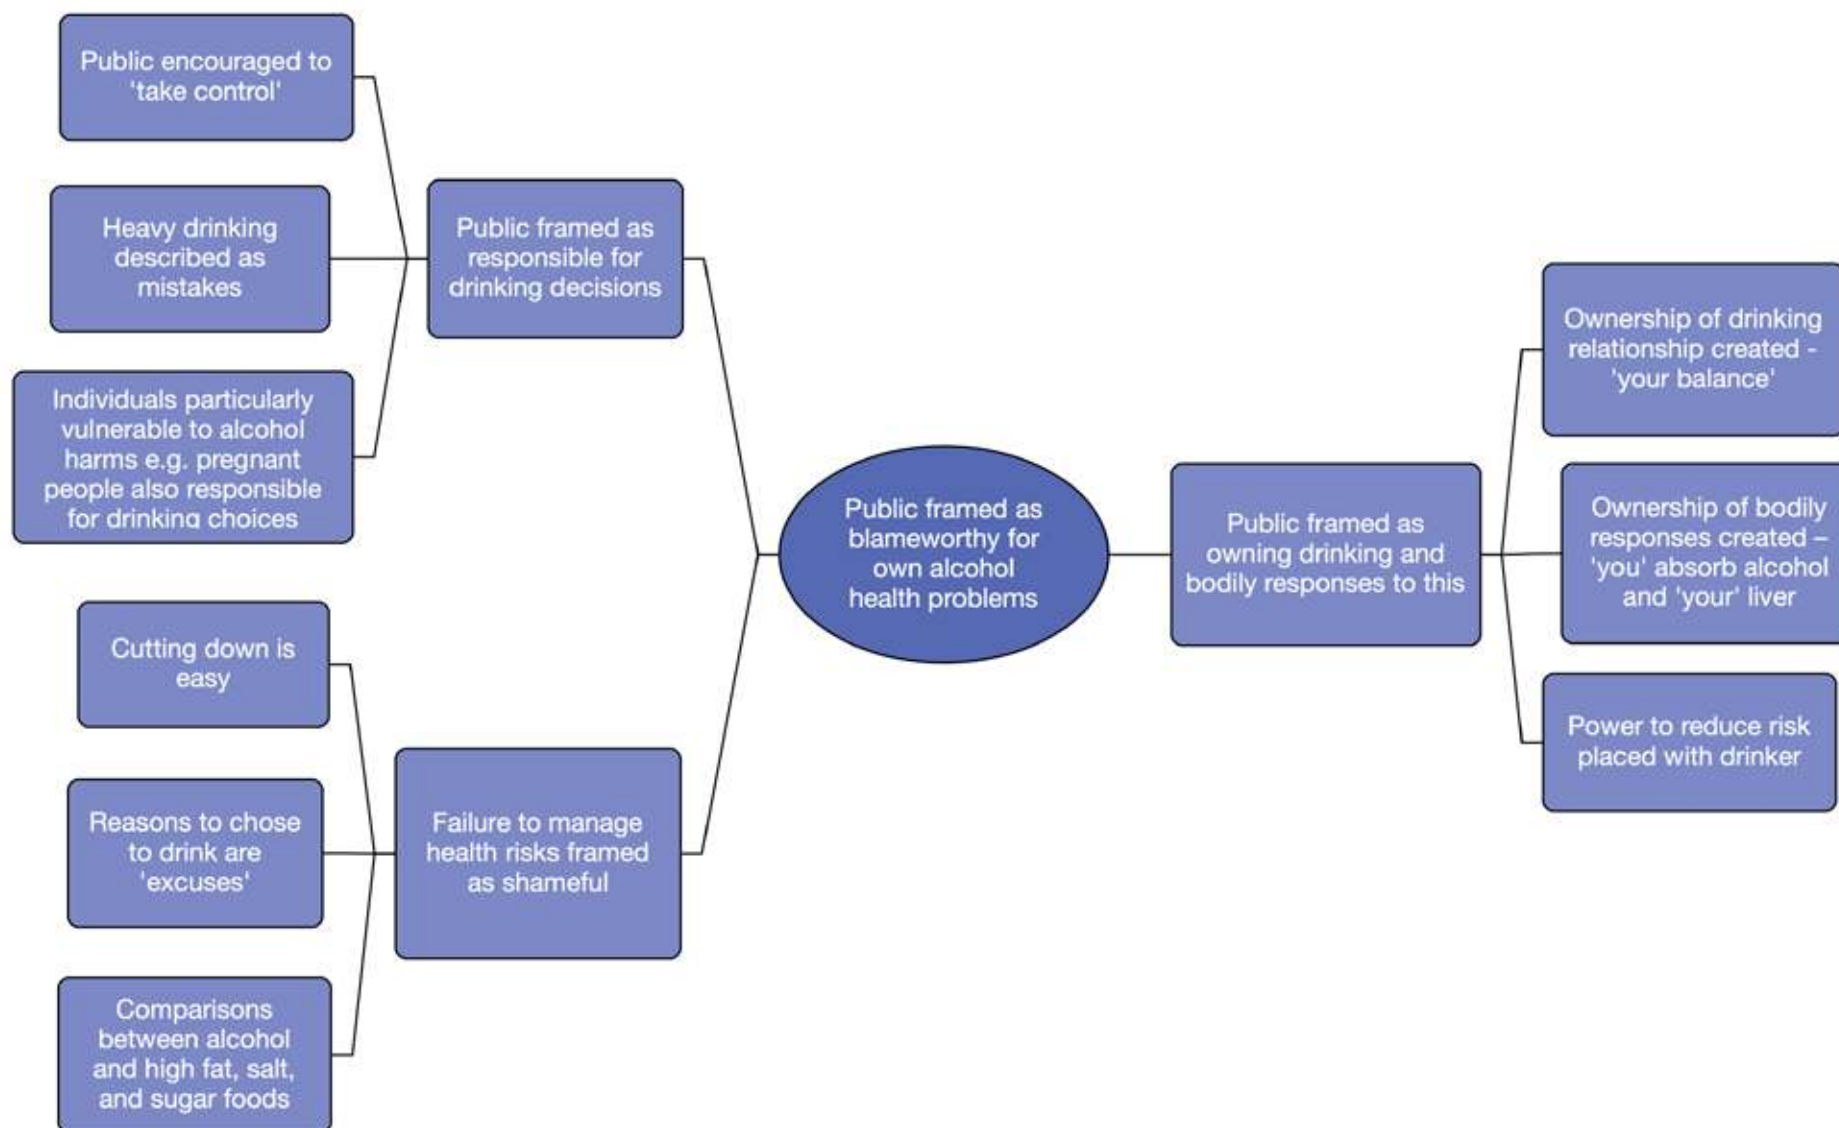 Public encouraged to
'take control'
Heavy drinking
described as
mistakes
Individuals particularly
vulnerable to alcohol
harms e.g. pregnant
people also responsible
for drinking choices
Public framed as
responsible for
drinking decisions
Cutting down is
easy
Reasons to chose
to drink are
'excuses'
Comparisons
between alcohol
and high fat, salt,
and sugar foods
Failure to manage
health risks framed
as shameful
Public framed as
blameworthy for
own alcohol
health problems
Public framed as
owning drinking and
bodily responses to this
Ownership of drinking
relationship created -
'your balance'
Ownership of bodily
responses created –
'you' absorb alcohol
and 'your' liver
Power to reduce risk
placed with drinker